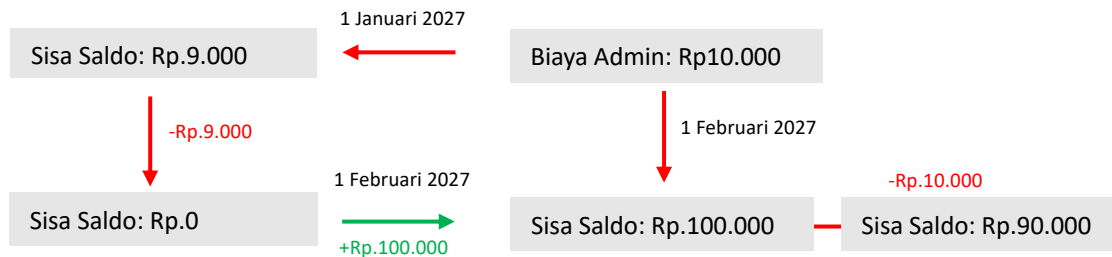 1 Januari 2027
Sisa Saldo: Rp.9.000
Biaya Admin: Rp10.000
-Rp.9.000
1 Februari 2027
1 Februari 2027
-Rp.10.000
Sisa Saldo: Rp.0
Sisa Saldo: Rp.100.000
Sisa Saldo: Rp.90.000
+Rp.100.000